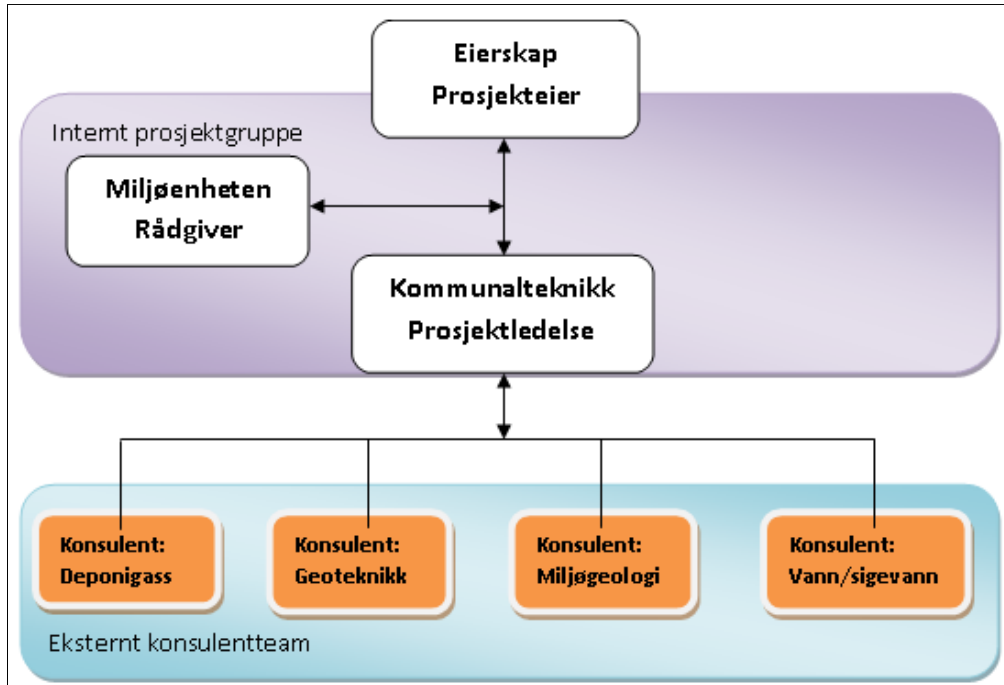 Eierskap
Prosjekteier
Internt prosjektgruppe
Miljøenheten
Rådgiver
Kommunalteknikk
Prosjektledelse
Konsulent:
Deponigass
Konsulent:
Geoteknikk
Konsulent:
Miljøgeologi
Konsulent:
Vann/sigevann
Eksternt konsulentteam